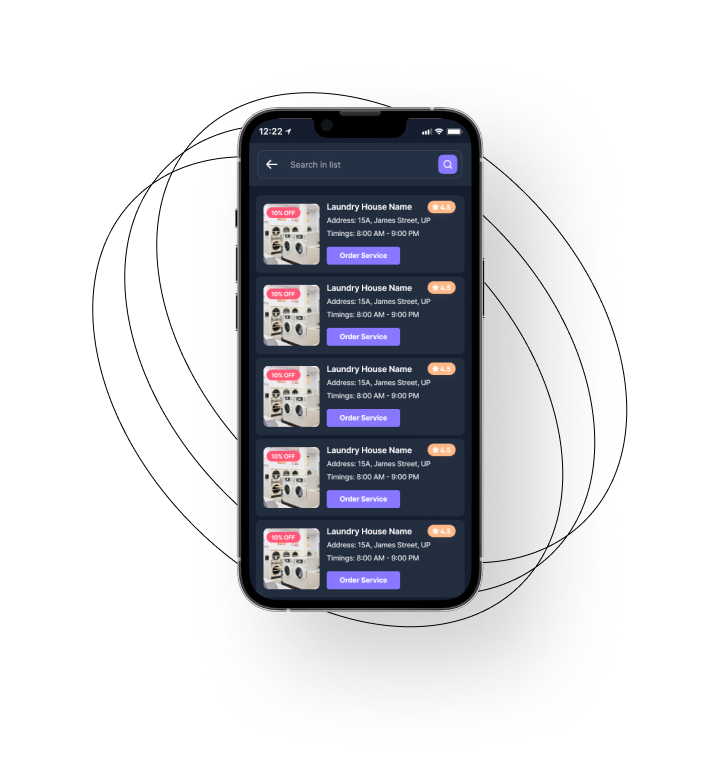 12:22
Search in list
10% OFF
Laundry House Name
4.5
Address: 15A, James Street, UP
Timings: 8:00 AM - 9:00 PM
Order Service
10% OFF
Laundry House Name
4.5
Address: 15A, James Street, UP
Timings: 8:00 AM - 9:00 PM
Order Service
10% OFF
Laundry House Name
4.5
Address: 15A, James Street, UP
Timings: 8:00 AM - 9:00 PM
Order Service
10% OFF
Laundry House Name
4.5
Address: 15A, James Street, UP
Timings: 8:00 AM - 9:00 PM
Order Service
10% OFF
Laundry House Name
4.5
Address: 15A, James Street, UP
Timings: 8:00 AM - 9:00 PM
Order Service